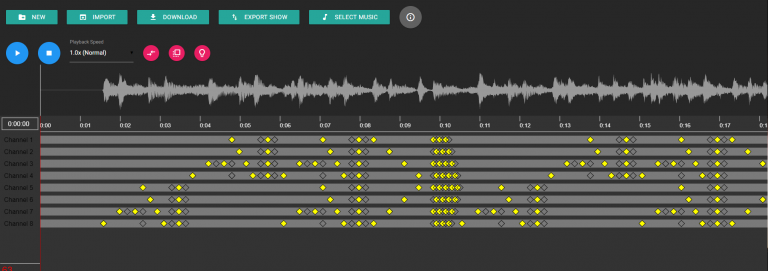 NEW IMPORT DOWNLOAD EXPORT SHOW SELECT MUSIC
Playback Speed
1.0x (Normal)
0:00:00
0:00 0:01 0:02 0:03 0:04 0:05 0:06 0:07 0:08 0:09 0:10 0:11 0:12 0:13 0:14 0:15 0:16 0:17
Channel 1
Channel 2
Channel 3
Channel 4
Channel 5
Channel 6
Channel 7
Channel 8